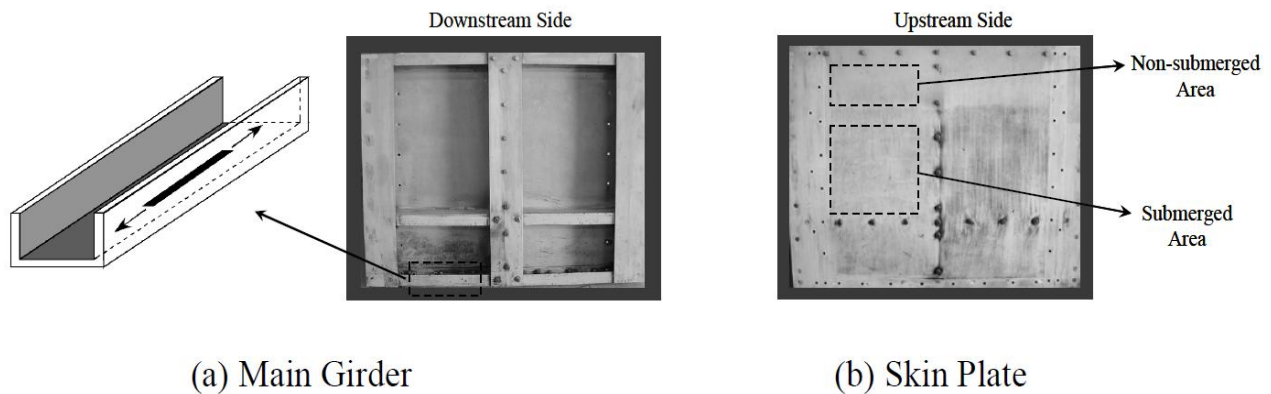 Downstream Side
Upstream Side
Non-submerged
Area
Submerged
Area
(a) Main Girder
(b) Skin Plate